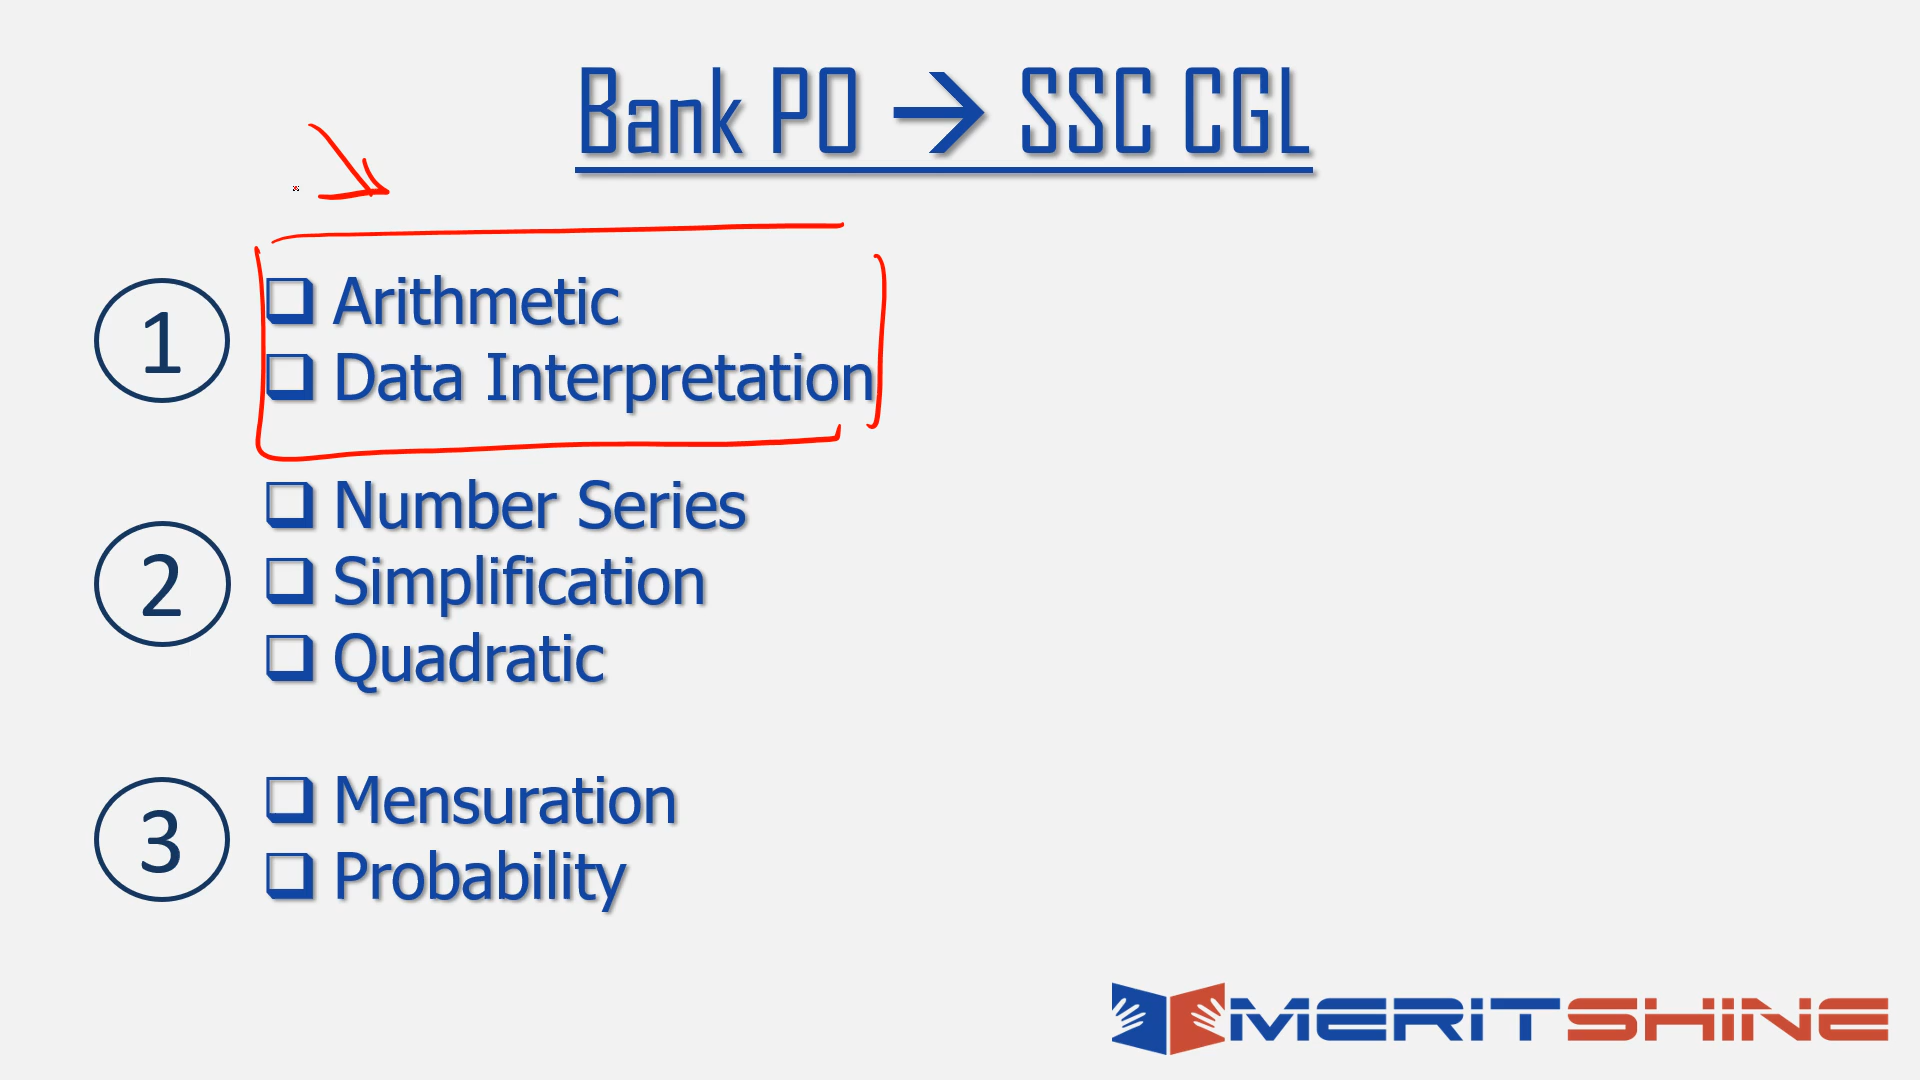 Bank PO → SSC CGL
1
❑ Arithmetic
❑ Data Interpretation
2
❑ Number Series
❑ Simplification
❑ Quadratic
3
❑ Mensuration
❑ Probability
MERITSHINE